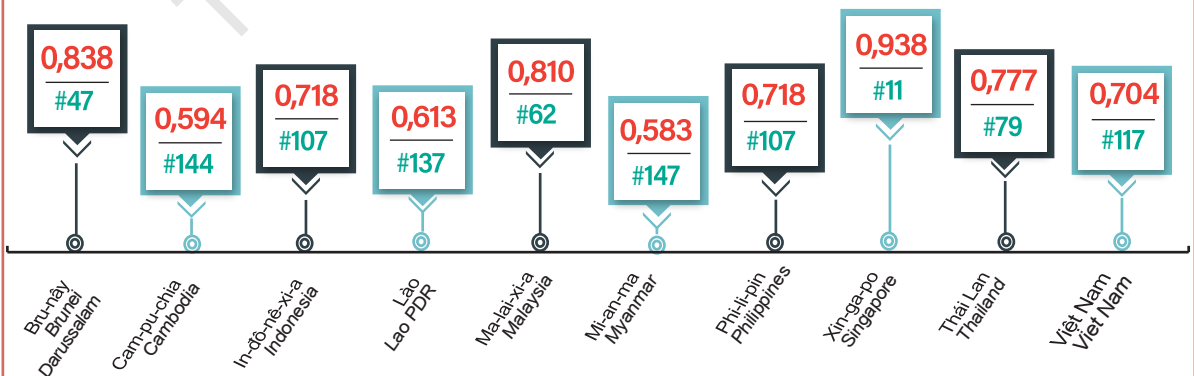 0,838
#47
0,594
#144
0,718
#107
0,613
#137
0,810
#62
0,583
#147
0,718
#107
0,938
#11
0,777
#79
0,704
#117
Bru-nây
Brunei
Darussalam
Cam-pu-chia
Cambodia
In-đô-nê-xi-a
Indonesia
Lào
Lao PDR
Ma-lai-xi-a
Malaysia
Mi-an-ma
Myanmar
Phi-li-pin
Philippines
Xin-ga-po
Singapore
Thái Lan
Thailand
Việt Nam
Viet Nam